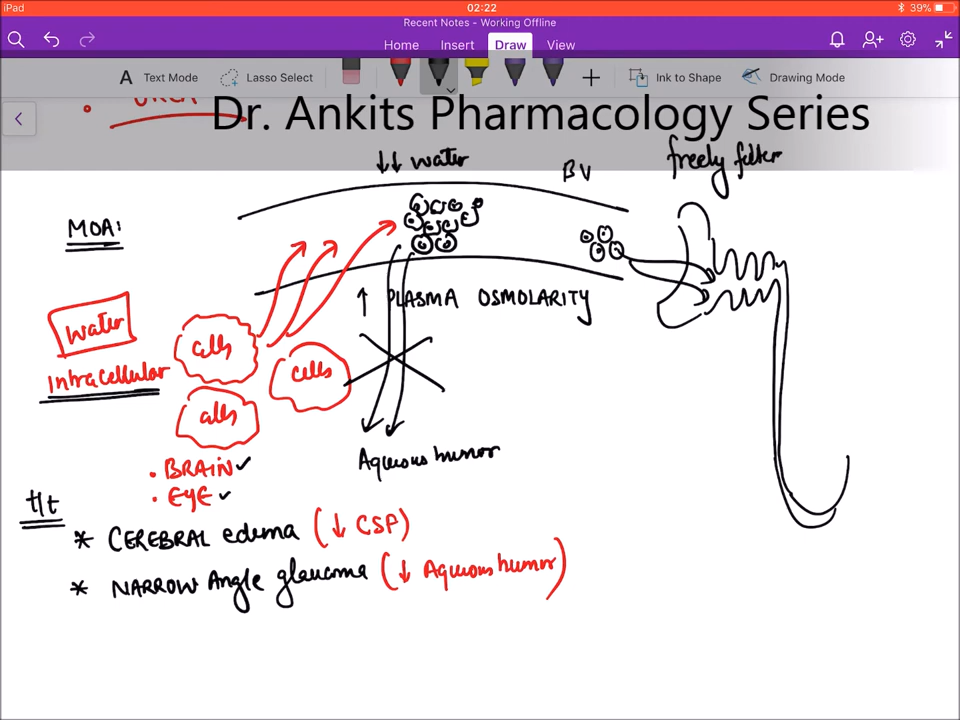 iPad 02:22 39%
Recent Notes - Working Offline
Home Insert Draw View
A Text Mode Lasso Select Ink to Shape Drawing Mode
• UREA
Dr. Ankits Pharmacology Series
↓↓ water
BV
freely filter
MOA:
↑ PLASMA OSMOLARITY
water
cells
cells
intracellular
cells
Aqueous humor
• BRAIN ✓
• EYE ✓
t/t
* CEREBRAL edema (↓ CSF)
* NARROW Angle glaucoma (↓ Aqueous humor)